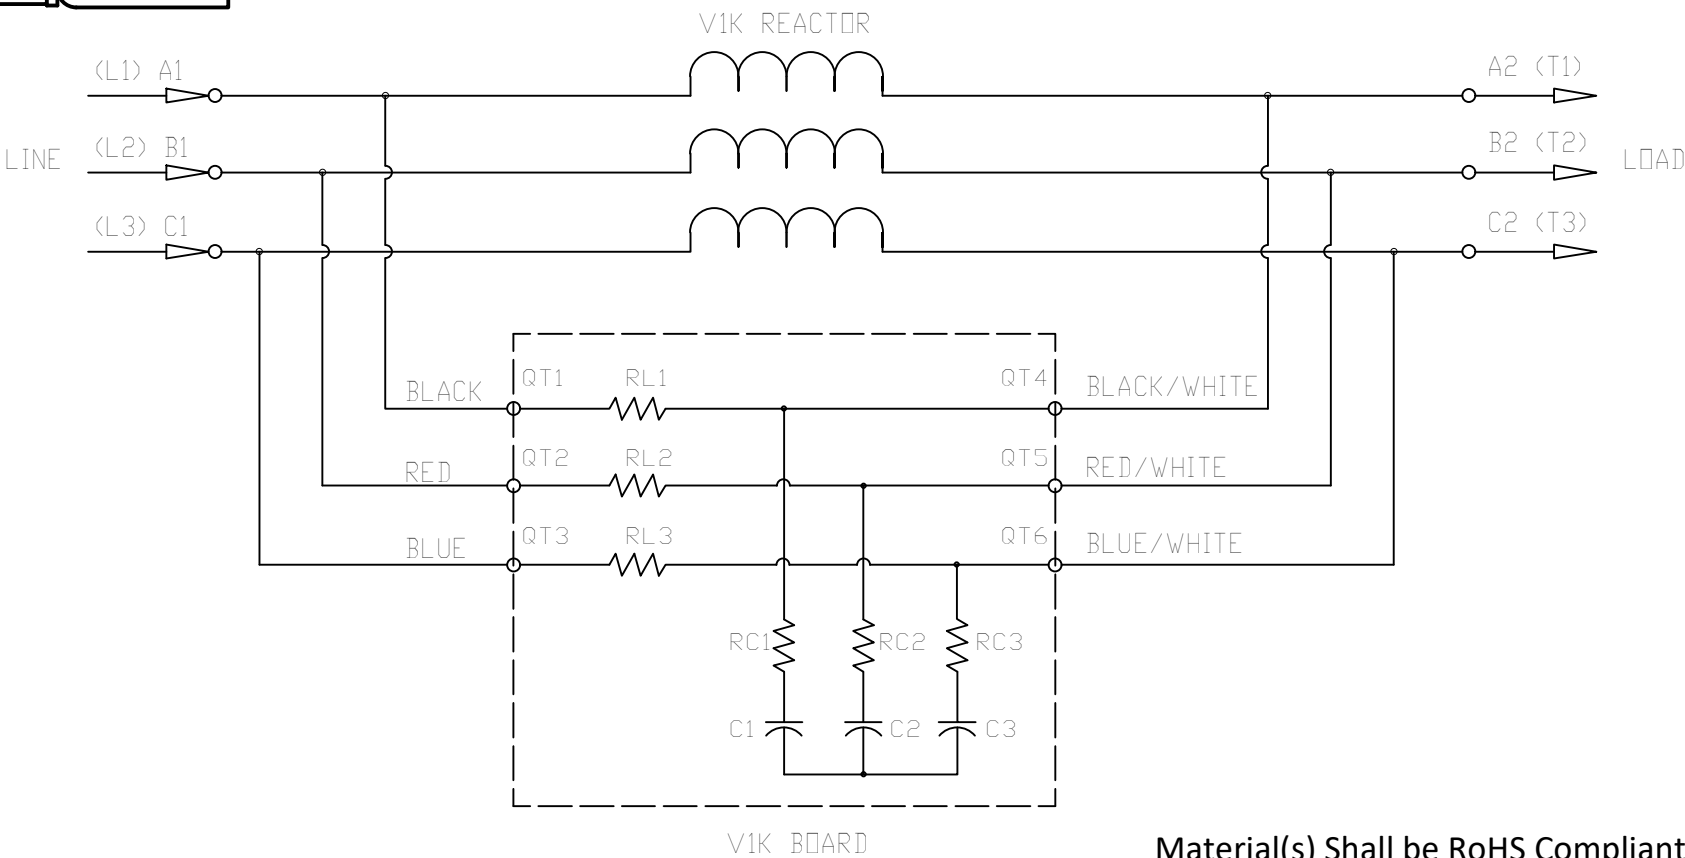 V1K REACTOR
(L1) A1
A2 (T1)
LINE
(L2) B1
B2 (T2)
LOAD
(L3) C1
C2 (T3)
BLACK
QT1
RL1
QT4
BLACK/WHITE
RED
QT2
RL2
QT5
RED/WHITE
BLUE
QT3
RL3
QT6
BLUE/WHITE
RC1
RC2
RC3
C1
C2
C3
V1K BOARD
Material(s) Shall be RoHS Compliant